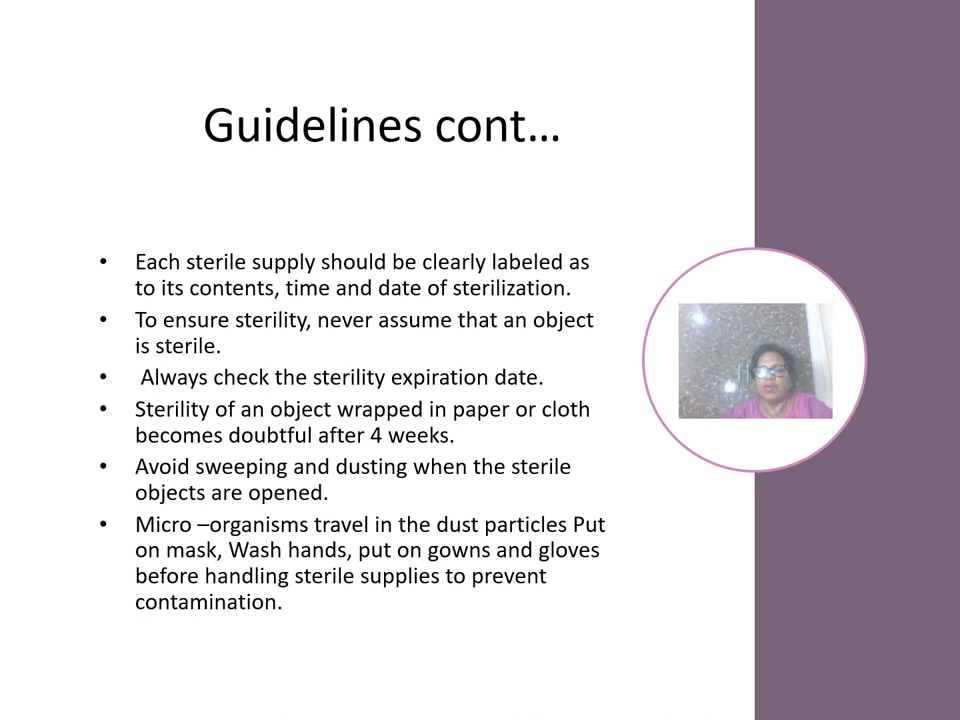 Guidelines cont…
• Each sterile supply should be clearly labeled as
to its contents, time and date of sterilization.
• To ensure sterility, never assume that an object
is sterile.
• Always check the sterility expiration date.
• Sterility of an object wrapped in paper or cloth
becomes doubtful after 4 weeks.
• Avoid sweeping and dusting when the sterile
objects are opened.
• Micro –organisms travel in the dust particles Put
on mask, Wash hands, put on gowns and gloves
before handling sterile supplies to prevent
contamination.